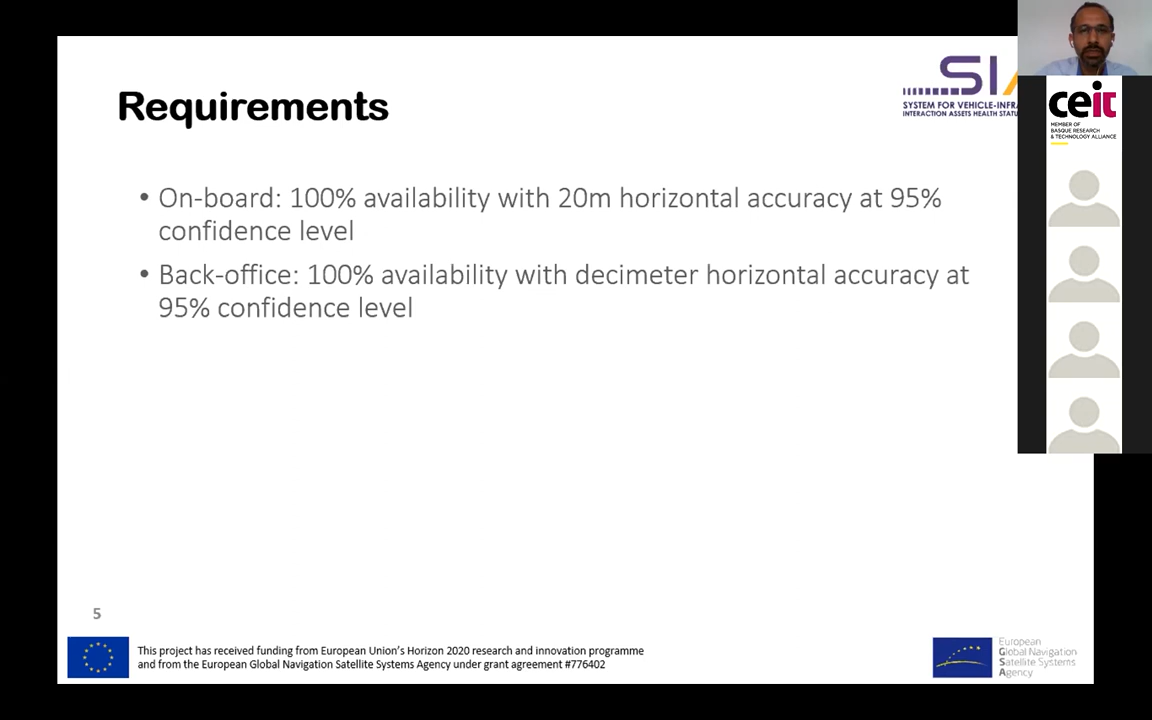 Requirements
SI
SYSTEM FOR VEHICLE-INFRA
INTERACTION ASSETS HEALTH STATU
ceit
MEMBER OF
BASQUE RESEARCH
& TECHNOLOGY ALLIANCE
• On-board: 100% availability with 20m horizontal accuracy at 95%
confidence level
• Back-office: 100% availability with decimeter horizontal accuracy at
95% confidence level
5
This project has received funding from European Union’s Horizon 2020 research and innovation programme
and from the European Global Navigation Satellite Systems Agency under grant agreement #776402
European
Global Navigation
Satellite Systems
Agency